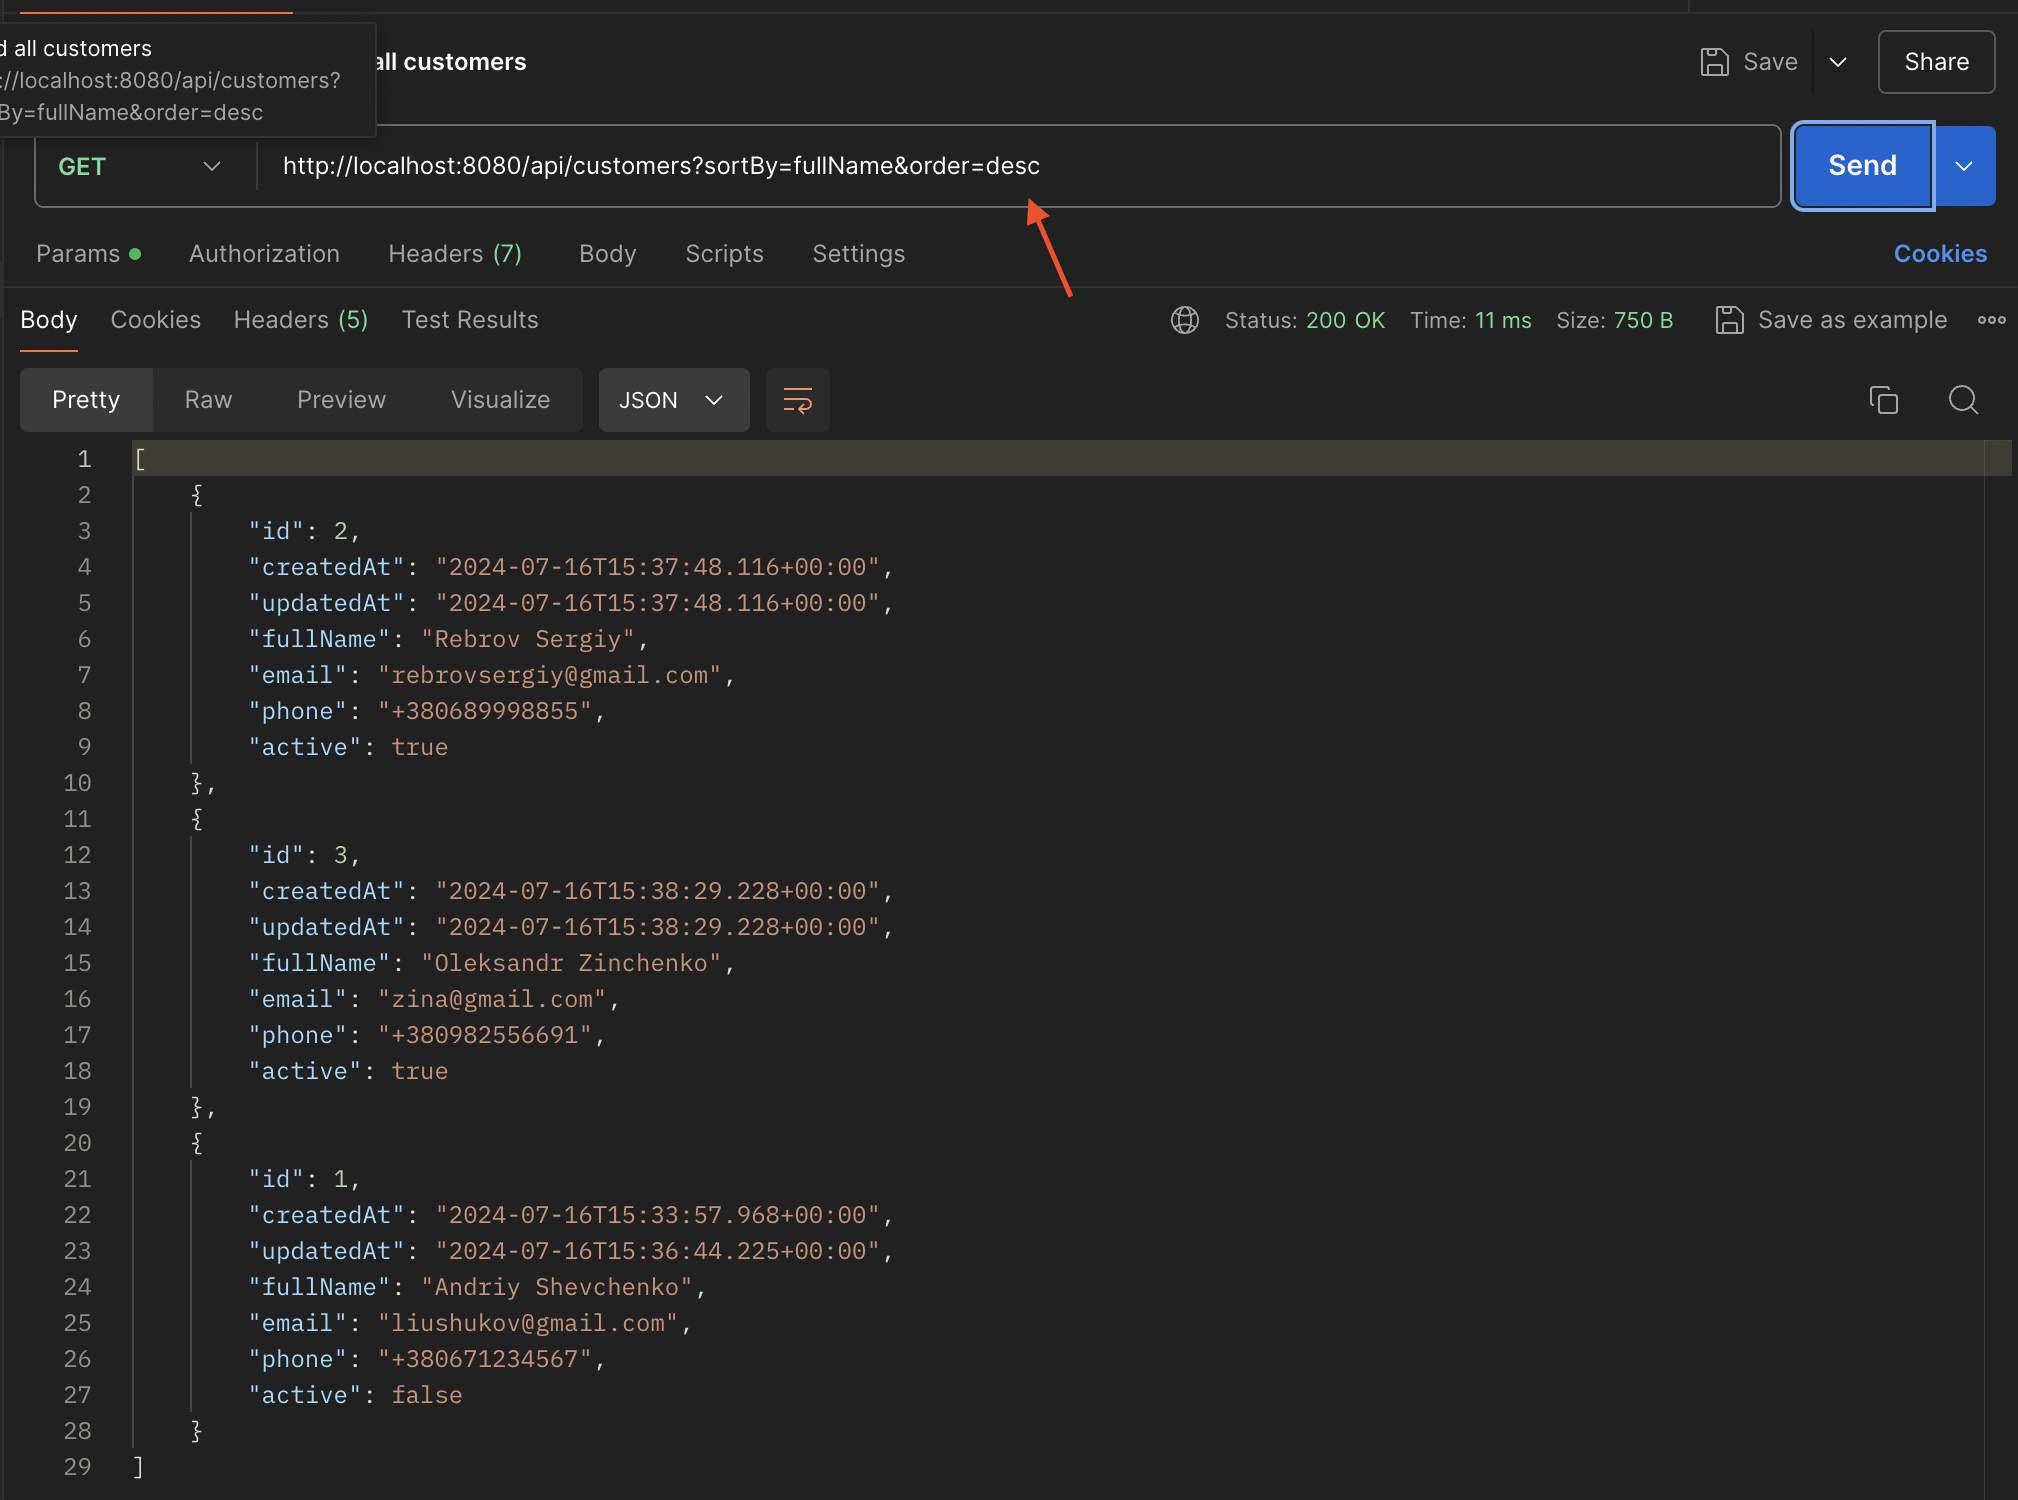 d all customers
://localhost:8080/api/customers?
By=fullName&order=desc
all customers
Save
Share
GET
http://localhost:8080/api/customers?sortBy=fullName&order=desc
Send
Params
Authorization
Headers (7)
Body
Scripts
Settings
Cookies
Body
Cookies
Headers (5)
Test Results
Status: 200 OK
Time: 11 ms
Size: 750 B
Save as example
Pretty
Raw
Preview
Visualize
JSON
1 [
2 {
3 "id": 2,
4 "createdAt": "2024-07-16T15:37:48.116+00:00",
5 "updatedAt": "2024-07-16T15:37:48.116+00:00",
6 "fullName": "Rebrov Sergiy",
7 "email": "rebrovsergiy@gmail.com",
8 "phone": "+380689998855",
9 "active": true
10 },
11 {
12 "id": 3,
13 "createdAt": "2024-07-16T15:38:29.228+00:00",
14 "updatedAt": "2024-07-16T15:38:29.228+00:00",
15 "fullName": "Oleksandr Zinchenko",
16 "email": "zina@gmail.com",
17 "phone": "+380982556691",
18 "active": true
19 },
20 {
21 "id": 1,
22 "createdAt": "2024-07-16T15:33:57.968+00:00",
23 "updatedAt": "2024-07-16T15:36:44.225+00:00",
24 "fullName": "Andriy Shevchenko",
25 "email": "liushukov@gmail.com",
26 "phone": "+380671234567",
27 "active": false
28 }
29 ]